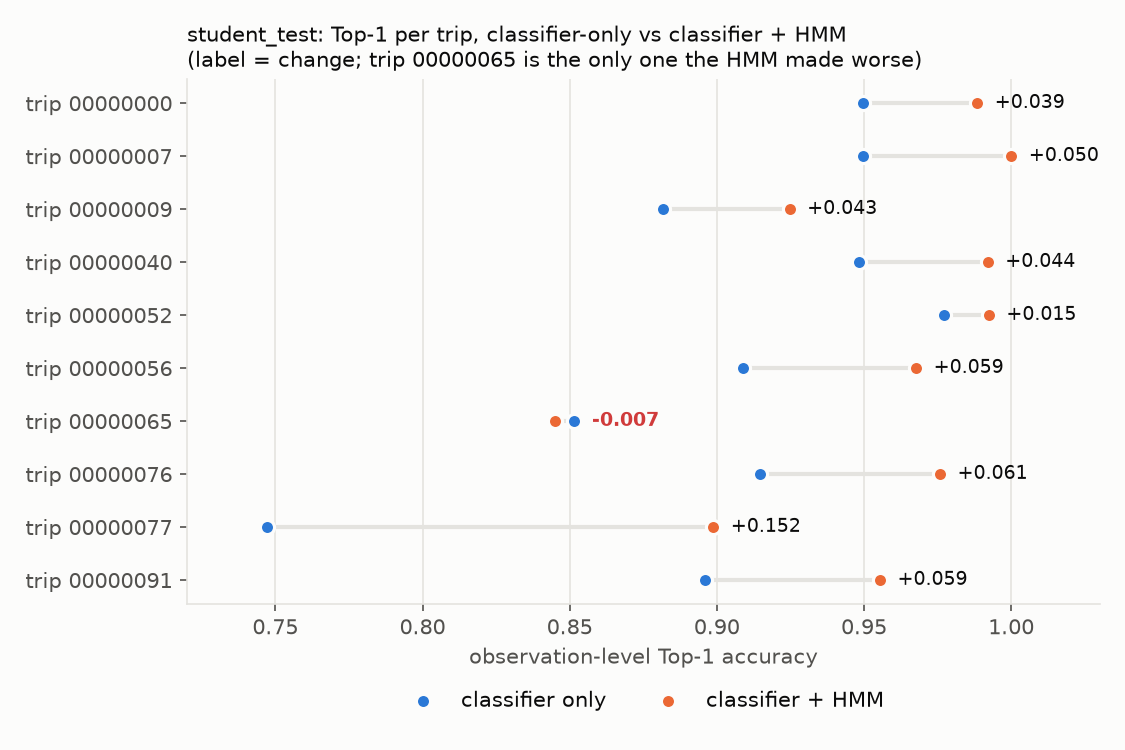 student_test: Top-1 per trip, classifier-only vs classifier + HMM
(label = change; trip 00000065 is the only one the HMM made worse)
trip 00000000
+0.039
trip 00000007
+0.050
trip 00000009
+0.043
trip 00000040
+0.044
trip 00000052
+0.015
trip 00000056
+0.059
trip 00000065
-0.007
trip 00000076
+0.061
trip 00000077
+0.152
trip 00000091
+0.059
0.75 0.80 0.85 0.90 0.95 1.00
observation-level Top-1 accuracy
classifier only classifier + HMM